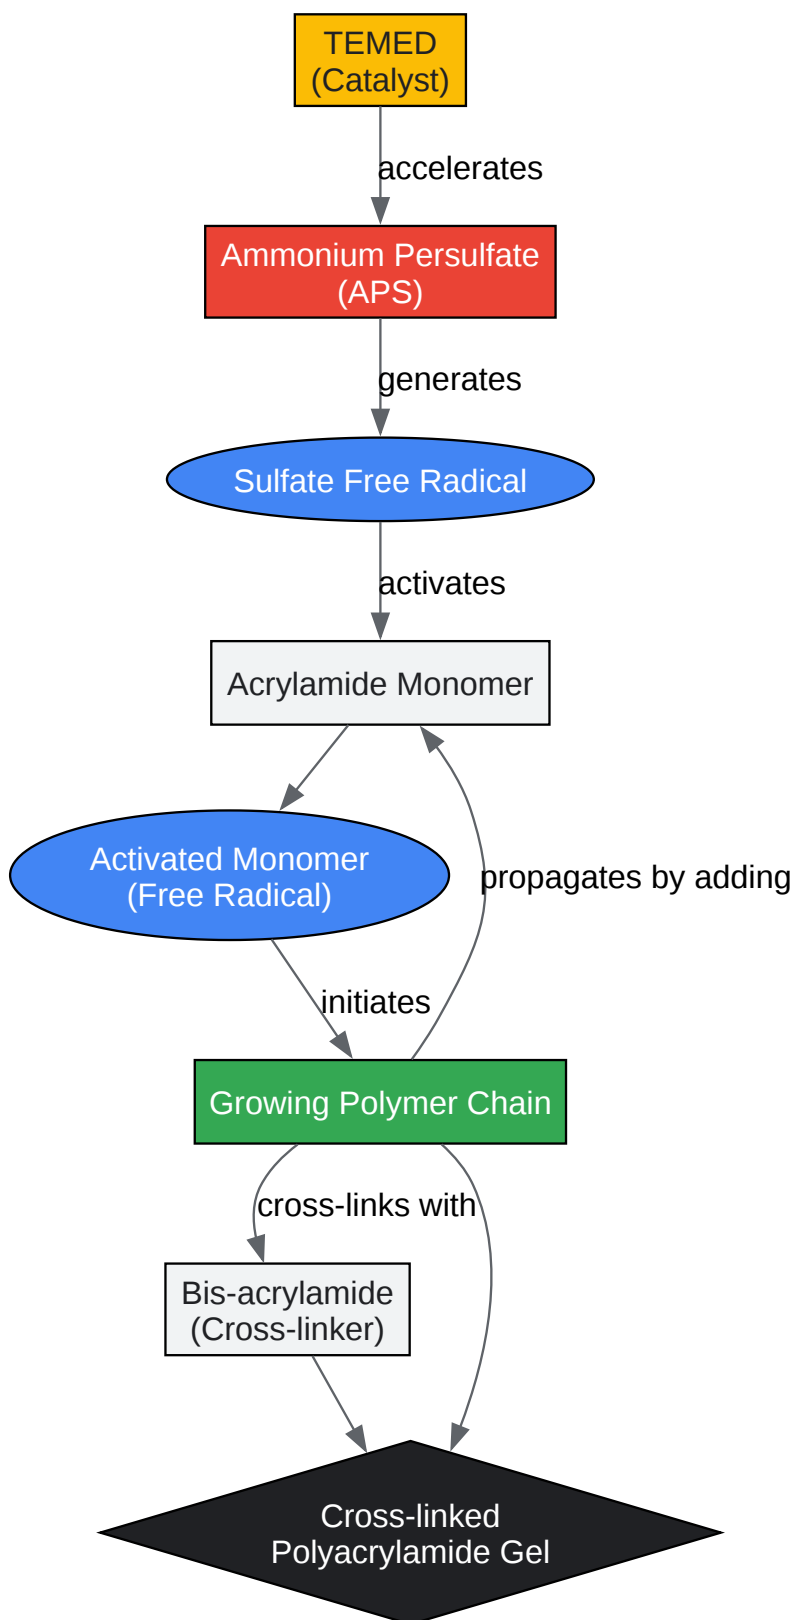 TEMED
(Catalyst)
accelerates
Ammonium Persulfate
(APS)
generates
Sulfate Free Radical
activates
Acrylamide Monomer
Activated Monomer
(Free Radical)
propagates by adding
initiates
Growing Polymer Chain
cross-links with
Bis-acrylamide
(Cross-linker)
Cross-linked
Polyacrylamide Gel